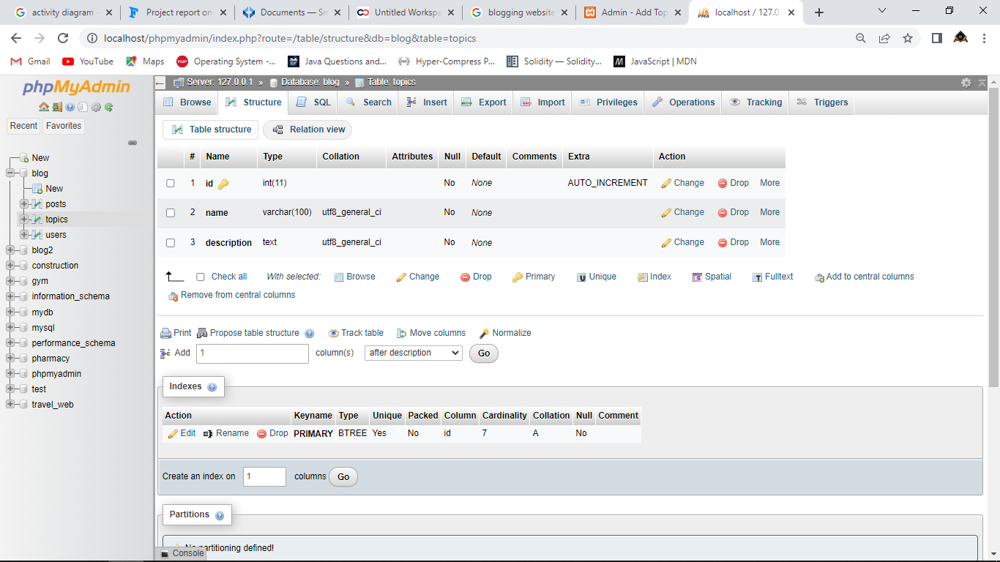 activity diagram
Project report on
Documents — Sn
Untitled Workspa
blogging website
Admin - Add Top
PMA
localhost / 127.0.
localhost/phpmyadmin/index.php?route=/table/structure&db=blog&table=topics
Gmail
YouTube
Maps
Operating System -...
Java Questions and...
Hyper-Compress P...
Solidity — Solidity...
JavaScript | MDN
phpMyAdmin
Recent Favorites
New
blog
New
posts
topics
users
blog2
construction
gym
information_schema
mydb
mysql
performance_schema
pharmacy
phpmyadmin
test
travel_web
Server: 127.0.0.1 » Database: blog » Table: topics
Browse Structure SQL Search Insert Export Import Privileges Operations Tracking Triggers
Table structure Relation view
# Name Type Collation Attributes Null Default Comments Extra Action
1 id int(11) No None AUTO_INCREMENT Change Drop More
2 name varchar(100) utf8_general_ci No None Change Drop More
3 description text utf8_general_ci No None Change Drop More
Check all With selected: Browse Change Drop Primary Unique Index Spatial Fulltext Add to central columns
Remove from central columns
Print Propose table structure Track table Move columns Normalize
Add 1 column(s) after description Go
Indexes
Action Keyname Type Unique Packed Column Cardinality Collation Null Comment
Edit Rename Drop PRIMARY BTREE Yes No id 7 A No
Create an index on 1 columns Go
Partitions
No partitioning defined!
Console